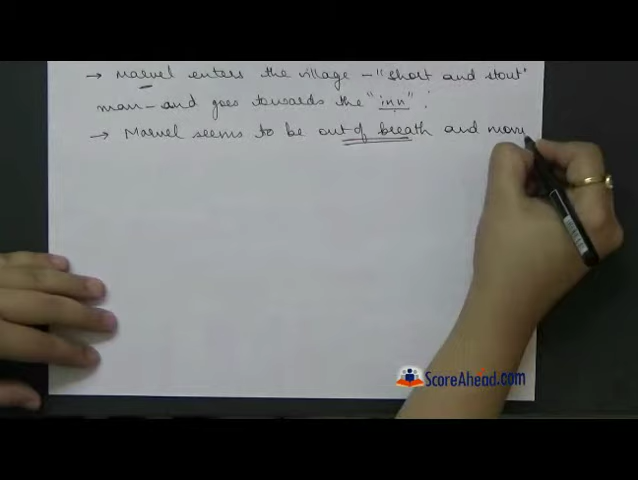 → Marvel enters the village - "short and stout"
man - and goes towards the "inn".
→ Marvel seems to be out of breath and
ScoreAhead.com